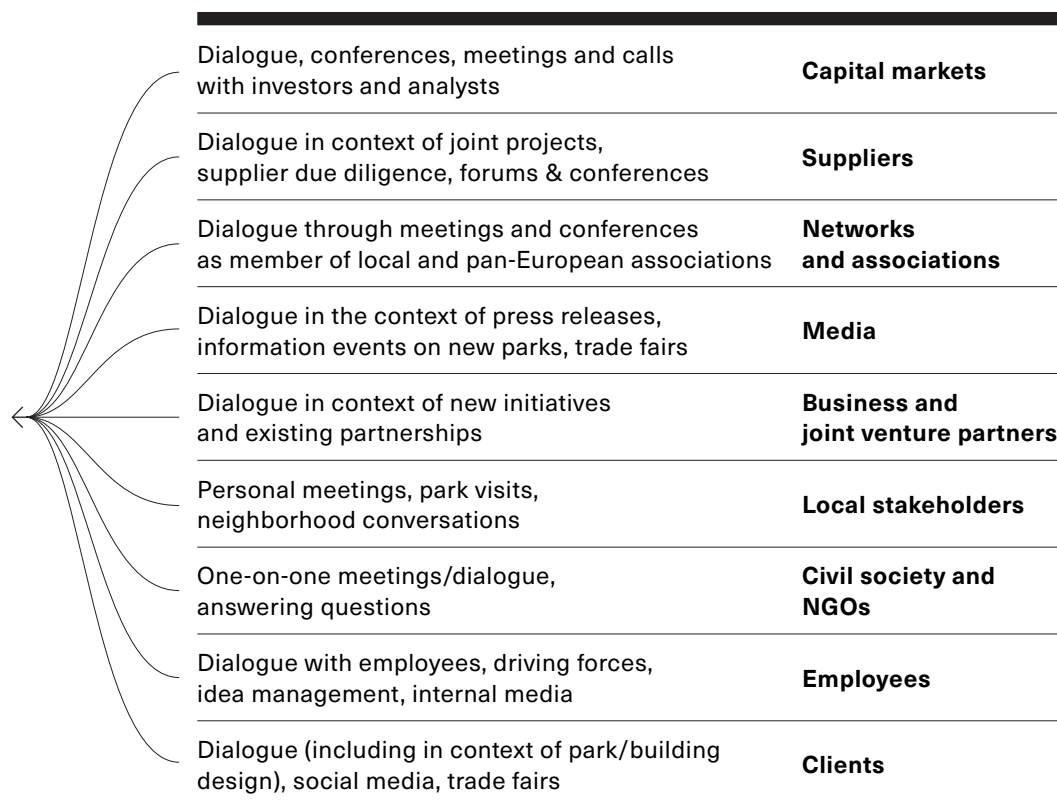 Dialogue, conferences, meetings and calls
with investors and analysts
Capital markets
Dialogue in context of joint projects,
supplier due diligence, forums & conferences
Suppliers
Dialogue through meetings and conferences
as member of local and pan-European associations
Networks
and associations
Dialogue in the context of press releases,
information events on new parks, trade fairs
Media
Dialogue in context of new initiatives
and existing partnerships
Business and
joint venture partners
Personal meetings, park visits,
neighborhood conversations
Local stakeholders
One-on-one meetings/dialogue,
answering questions
Civil society and
NGOs
Dialogue with employees, driving forces,
idea management, internal media
Employees
Dialogue (including in context of park/building
design), social media, trade fairs
Clients